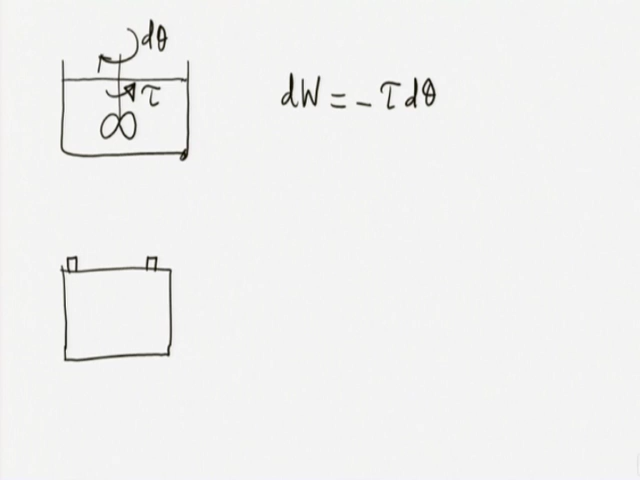 dθ
τ
dW = - τ dθ